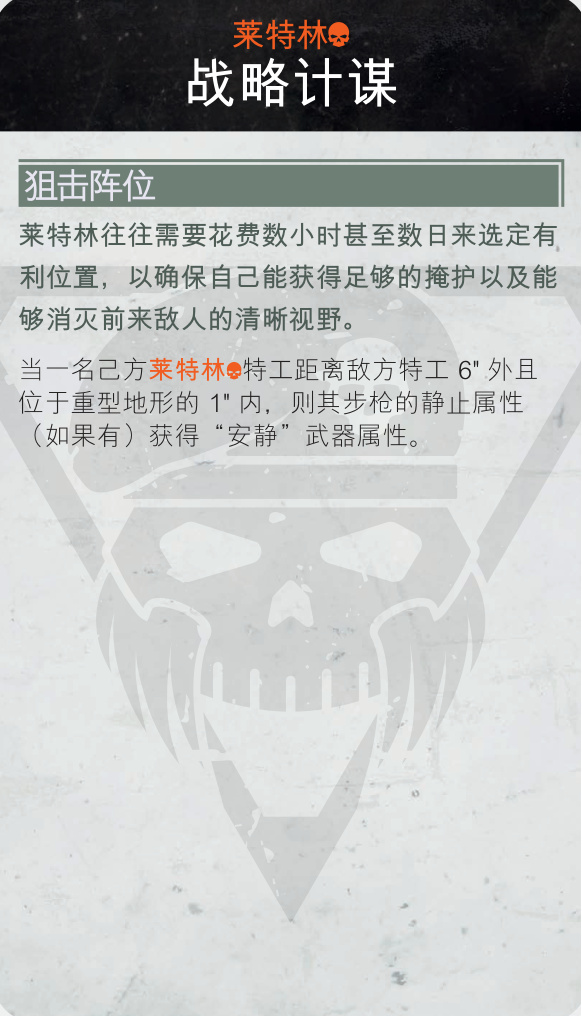 莱特林
战略计谋
狙击阵位
莱特林往往需要花费数小时甚至数日来选定有
利位置，以确保自己能获得足够的掩护以及能
够消灭前来敌人的清晰视野。
当一名己方莱特林特工距离敌方特工 6" 外且
位于重型地形的 1" 内，则其步枪的静止属性
（如果有）获得“安静”武器属性。